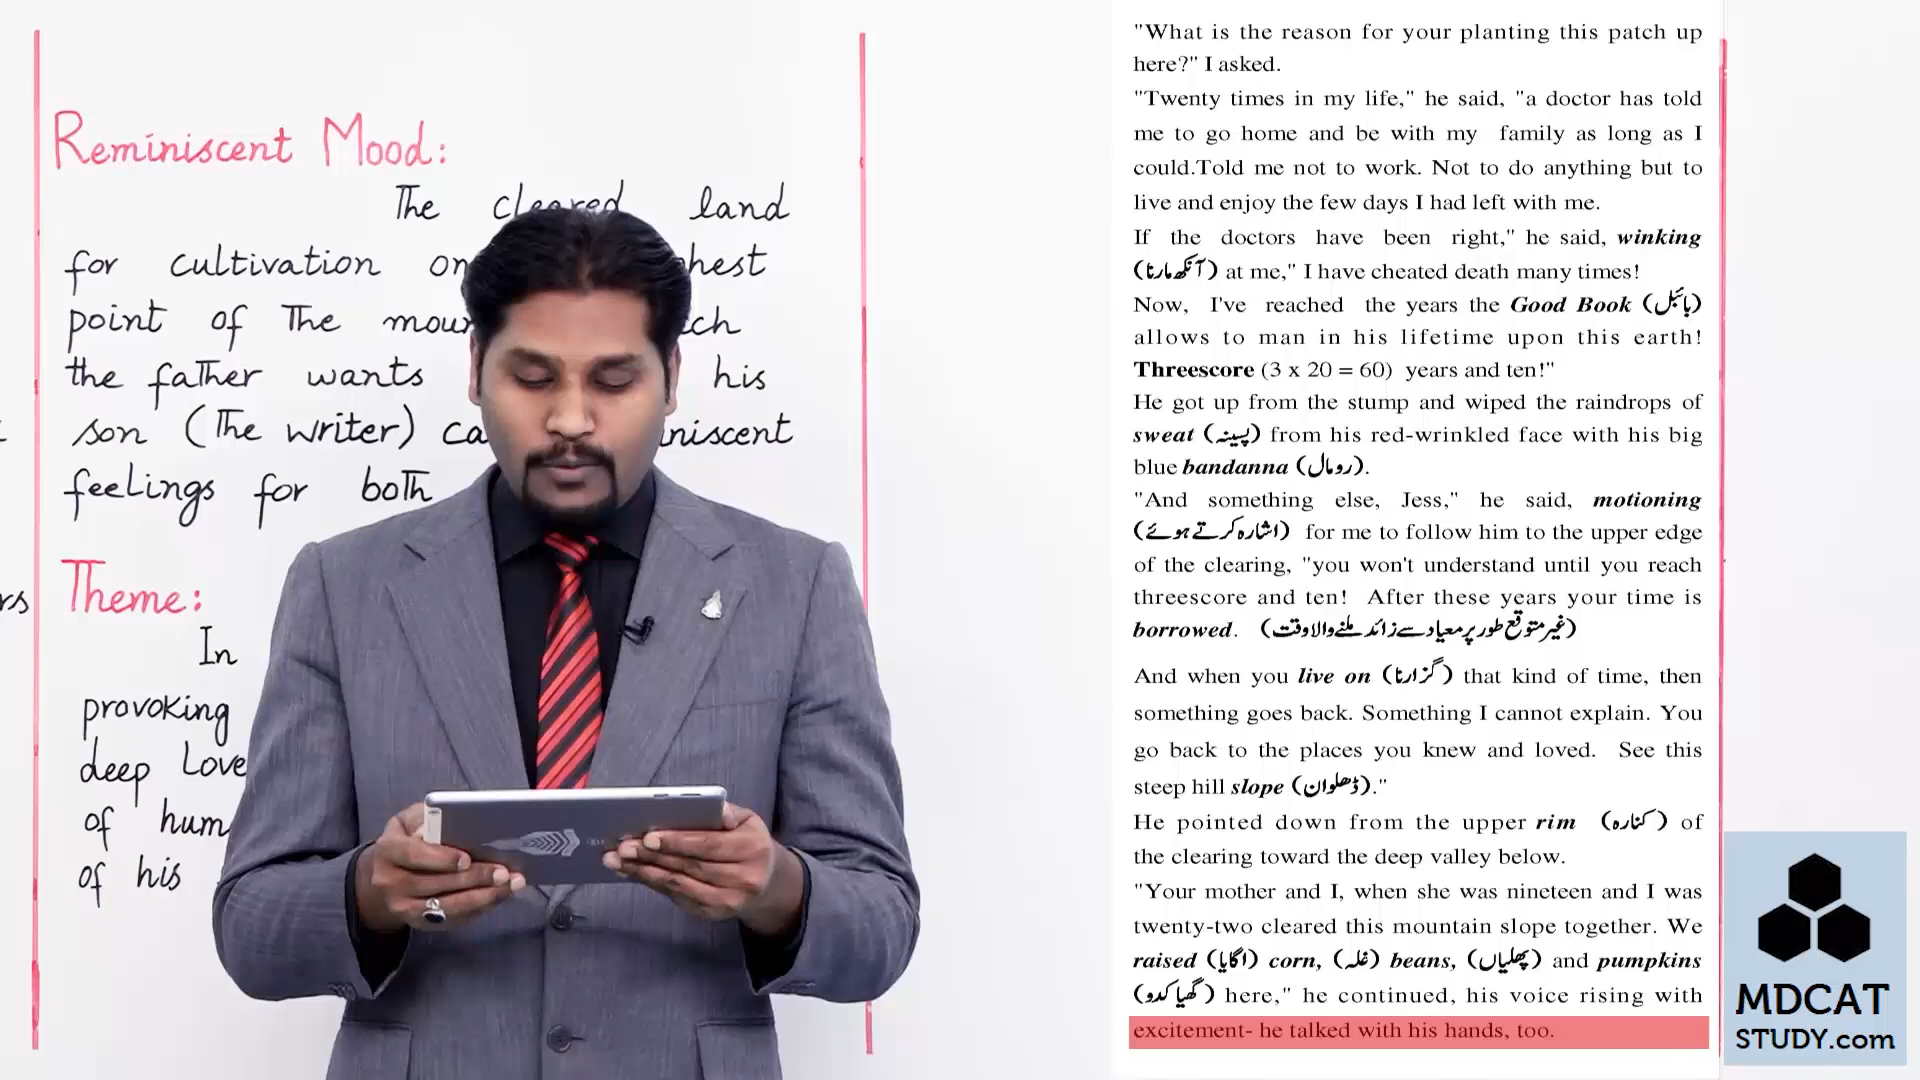 Reminiscent Mood:
The cleared land
for cultivation on
point of The
the father wants his
son (The writer)
feelings for both
Theme:
In
provoking
deep Love
of
of his
"What is the reason for your planting this patch up
here?" I asked.
"Twenty times in my life," he said, "a doctor has told
me to go home and be with my family as long as I
could.Told me not to work. Not to do anything but to
live and enjoy the few days I had left with me.
If the doctors have been right," he said, winking
(آنکھ مارنا) at me," I have cheated death many times!
Now, I've reached the years the Good Book (بائبل)
allows to man in his lifetime upon this earth!
Threescore (3 x 20 = 60) years and ten!"
He got up from the stump and wiped the raindrops of
sweat (پسینہ) from his red-wrinkled face with his big
blue bandanna (رومال).
"And something else, Jess," he said, motioning
(اشارہ کرتے ہوئے) for me to follow him to the upper edge
of the clearing, "you won't understand until you reach
threescore and ten! After these years your time is
borrowed. (غیر متوقع طور پر معیاد سے زائد ملنے والا وقت)
And when you live on (گزارنا) that kind of time, then
something goes back. Something I cannot explain. You
go back to the places you knew and loved. See this
steep hill slope (ڈھلوان)."
He pointed down from the upper rim (کنارہ) of
the clearing toward the deep valley below.
"Your mother and I, when she was nineteen and I was
twenty-two cleared this mountain slope together. We
raised (اگایا) corn, (غلہ) beans, (پھلیاں) and pumpkins
(گھیا کدو) here," he continued, his voice rising with
excitement- he talked with his hands, too.
MDCAT
STUDY.com